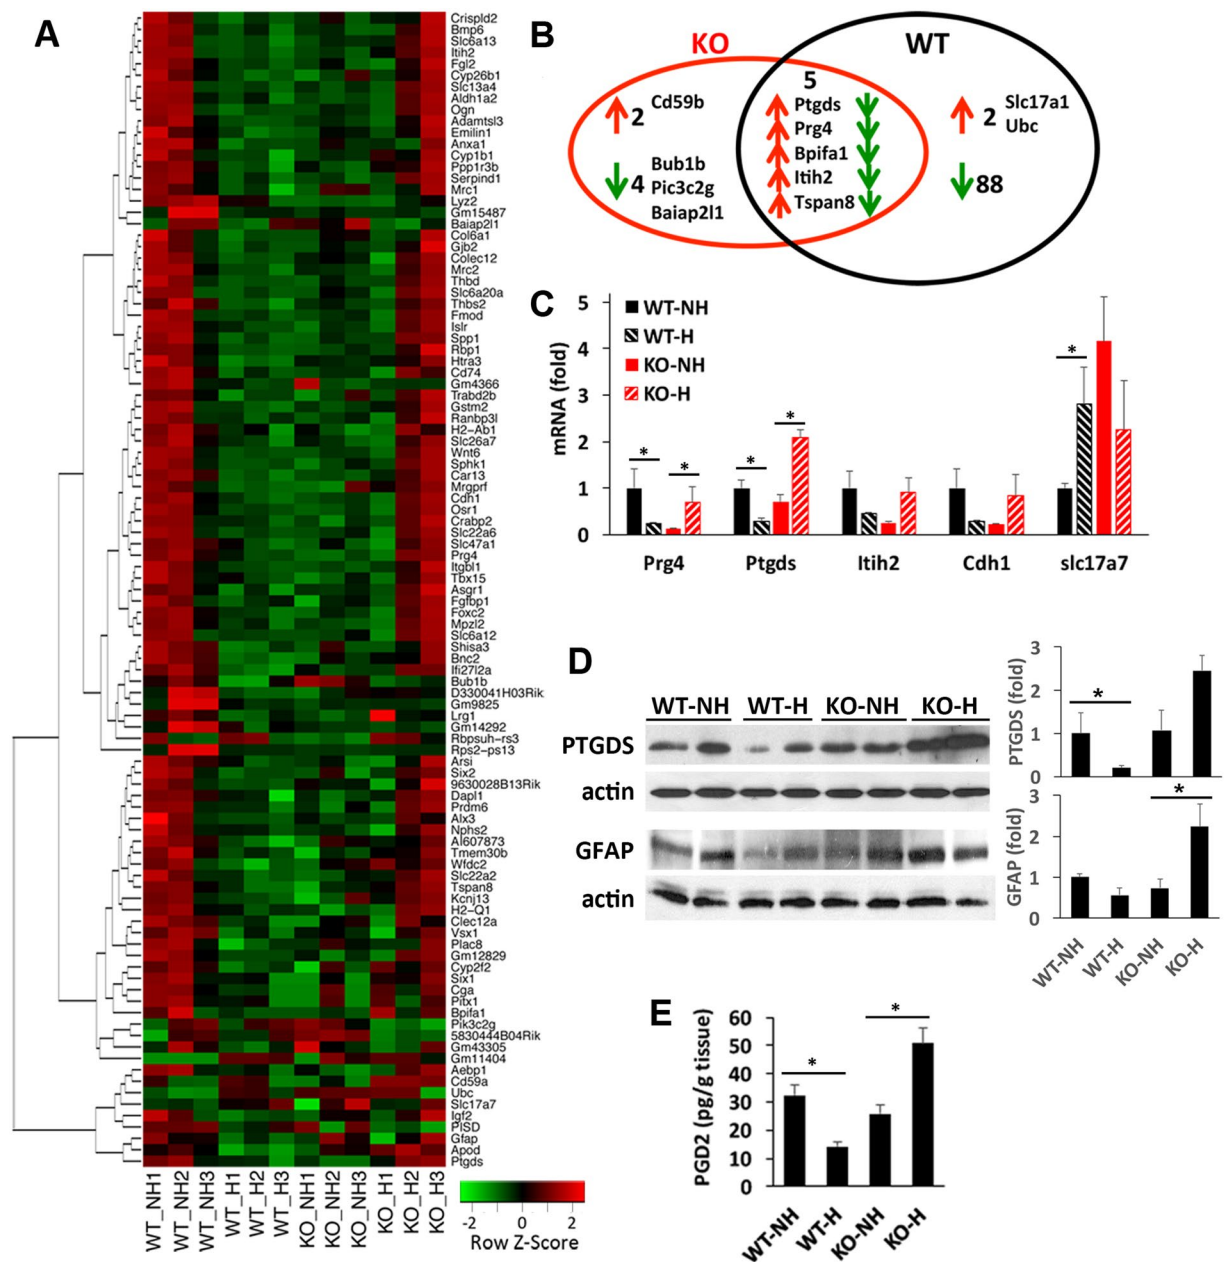 A
Crispld2
Bmp6
Slc6a13
Itih2
Fgl2
Cyp26b1
Slc13a4
Aldh1a2
Ogn
Adamtsl3
Emilin1
Anxa1
Cyp1b1
Ppp1r3b
Serpind1
Mrc1
Lyz2
Gm15487
Baiap2l1
Col6a1
Gjb2
Colec12
Mrc2
Thbd
Slc6a20a
Thbs2
Fmod
Islr
Spp1
Rbp1
Htra3
Cd74
Gm4366
Trabd2b
Gstm2
Ranbp3l
H2-Ab1
Slc26a7
Wnt6
Sphk1
Car13
Mrgprf
Cdh1
Osr1
Crabp2
Slc22a6
Slc47a1
Prg4
Itgbl1
Tbx15
Asgr1
Fgfbp1
Foxc2
Mpzl2
Slc6a12
Shisa3
Bnc2
Ifi27l2a
Bub1b
D330041H03Rik
Gm9825
Lrg1
Gm14292
Rbpsuh-rs3
Rps2-ps13
Arsi
Six2
9630028B13Rik
Dapl1
Prdm6
Alx3
Nphs2
AI607873
Tmem30b
Wfdc2
Slc22a2
Tspan8
Kcnj13
H2-Q1
Clec12a
Vsx1
Plac8
Gm12829
Cyp2f2
Six1
Cga
Pitx1
Bpifa1
Pik3c2g
5830444B04Rik
Gm43305
Gm11404
Aebp1
Cd59a
Ubc
Slc17a7
Igf2
PISD
Gfap
Apod
Ptgds
WT_NH1
WT_NH2
WT_NH3
WT_H1
WT_H2
WT_H3
KO_NH1
KO_NH2
KO_NH3
KO_H1
KO_H2
KO_H3
-2 0 2
Row Z-Score
B
KO WT
5
2 Cd59b
4 Bub1b
Pic3c2g
Baiap2l1
Ptgds
Prg4
Bpifa1
Itih2
Tspan8
2 Slc17a1
Ubc
88
C
mRNA (fold)
5
4
3
2
1
0
WT-NH
WT-H
KO-NH
KO-H
* * * * *
Prg4 Ptgds Itih2 Cdh1 slc17a7
D
WT-NH WT-H KO-NH KO-H
PTGDS
actin
GFAP
actin
PTGDS (fold)
3
2
1
0
*
GFAP (fold)
3
2
1
0
*
WT-NH WT-H KO-NH KO-H
E
PGD2 (pg/g tissue)
60
50
40
30
20
10
0
* *
WT-NH WT-H KO-NH KO-H